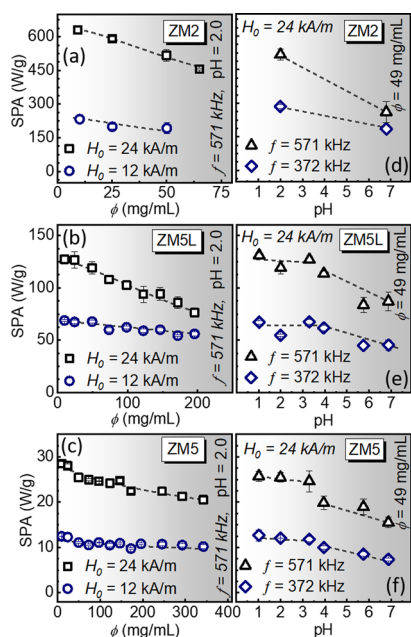 ZM2
600
450
300
150
0
SPA (W/g)
(a)
H₀ = 24 kA/m
H₀ = 12 kA/m
f = 571 kHz, pH = 2.0
0 20 40 60
ϕ (mg/mL)
H₀ = 24 kA/m
ZM2
ϕ = 49 mg/mL
f = 571 kHz
f = 372 kHz
(d)
1 2 3 4 5 6 7
pH
ZM5L
150
100
50
0
SPA (W/g)
(b)
H₀ = 24 kA/m
H₀ = 12 kA/m
f = 571 kHz, pH = 2.0
0 100 200
ϕ (mg/mL)
H₀ = 24 kA/m
ZM5L
ϕ = 49 mg/mL
f = 571 kHz
f = 372 kHz
(e)
1 2 3 4 5 6 7
pH
ZM5
30
20
10
0
SPA (W/g)
(c)
H₀ = 24 kA/m
H₀ = 12 kA/m
f = 571 kHz, pH = 2.0
0 100 200 300
ϕ (mg/mL)
H₀ = 24 kA/m
ZM5
ϕ = 49 mg/mL
f = 571 kHz
f = 372 kHz
(f)
1 2 3 4 5 6 7
pH